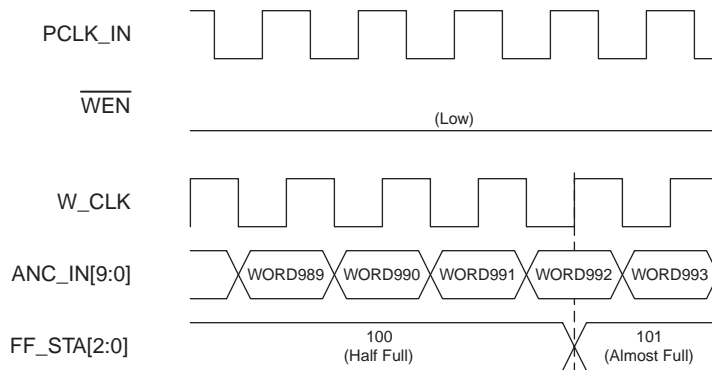 PCLK_IN
WEN
(Low)
W_CLK
ANC_IN[9:0]
WORD989
WORD990
WORD991
WORD992
WORD993
FF_STA[2:0]
100
(Half Full)
101
(Almost Full)